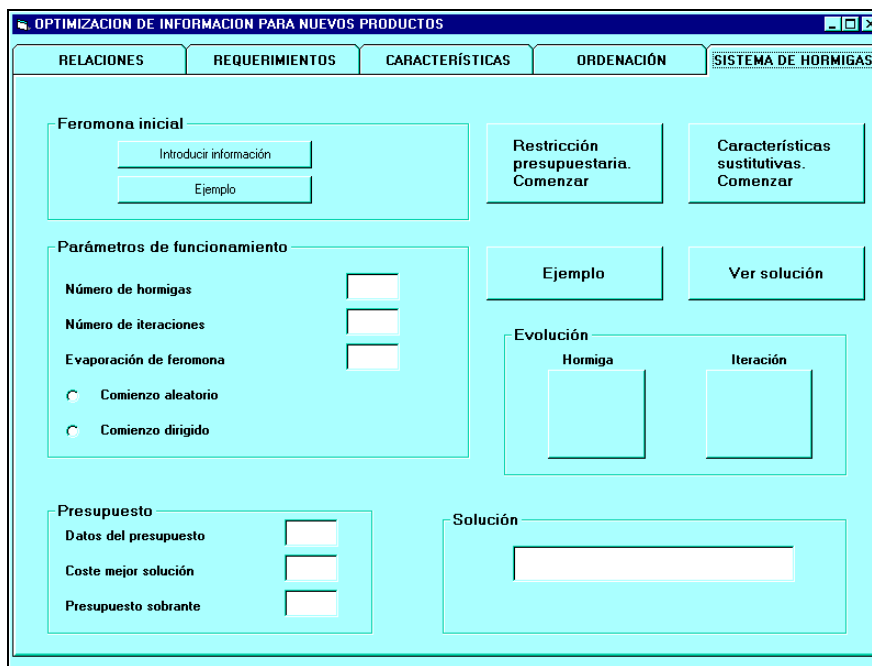 OPTIMIZACION DE INFORMACION PARA NUEVOS PRODUCTOS
RELACIONES
REQUERIMIENTOS
CARACTERÍSTICAS
ORDENACIÓN
SISTEMA DE HORMIGAS
Feromona inicial
Introducir información
Ejemplo
Restricción
presupuestaria.
Comenzar
Características
sustitutivas.
Comenzar
Parámetros de funcionamiento
Número de hormigas
Número de iteraciones
Evaporación de feromona
Comienzo aleatorio
Comienzo dirigido
Ejemplo
Ver solución
Evolución
Hormiga
Iteración
Presupuesto
Datos del presupuesto
Coste mejor solución
Presupuesto sobrante
Solución